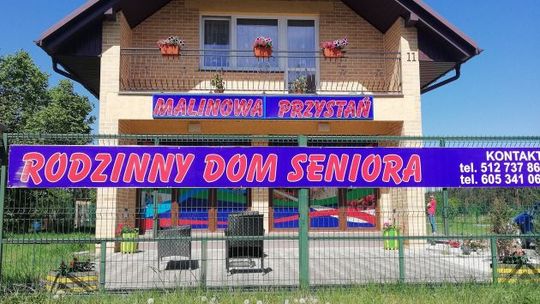 11
MALINOWA PRZYSTAŃ
RODZINNY DOM SENIORA
KONTAKT
tel. 512 737 86
tel. 605 341 06